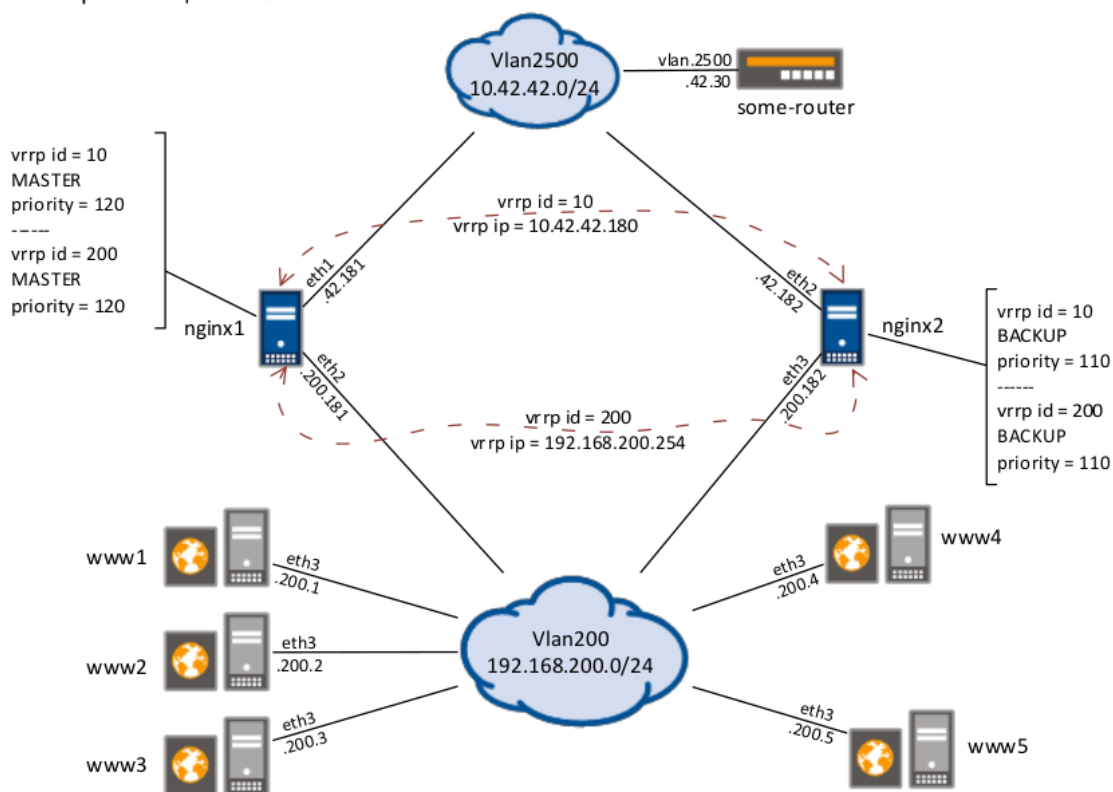 Vlan2500
10.42.42.0/24
vlan.2500
.42.30
some-router
vrrp id = 10
MASTER
priority = 120
------
vrrp id = 200
MASTER
priority = 120
vrrp id = 10
vrrp ip = 10.42.42.180
eth1
.42.181
eth2
.42.182
nginx1
nginx2
vrrp id = 10
BACKUP
priority = 110
------
vrrp id = 200
BACKUP
priority = 110
eth2
.200.181
eth3
.200.182
vrrp id = 200
vrrp ip = 192.168.200.254
www1
eth3
.200.1
www2
eth3
.200.2
www3
eth3
.200.3
Vlan200
192.168.200.0/24
eth3
.200.4
www4
eth3
.200.5
www5